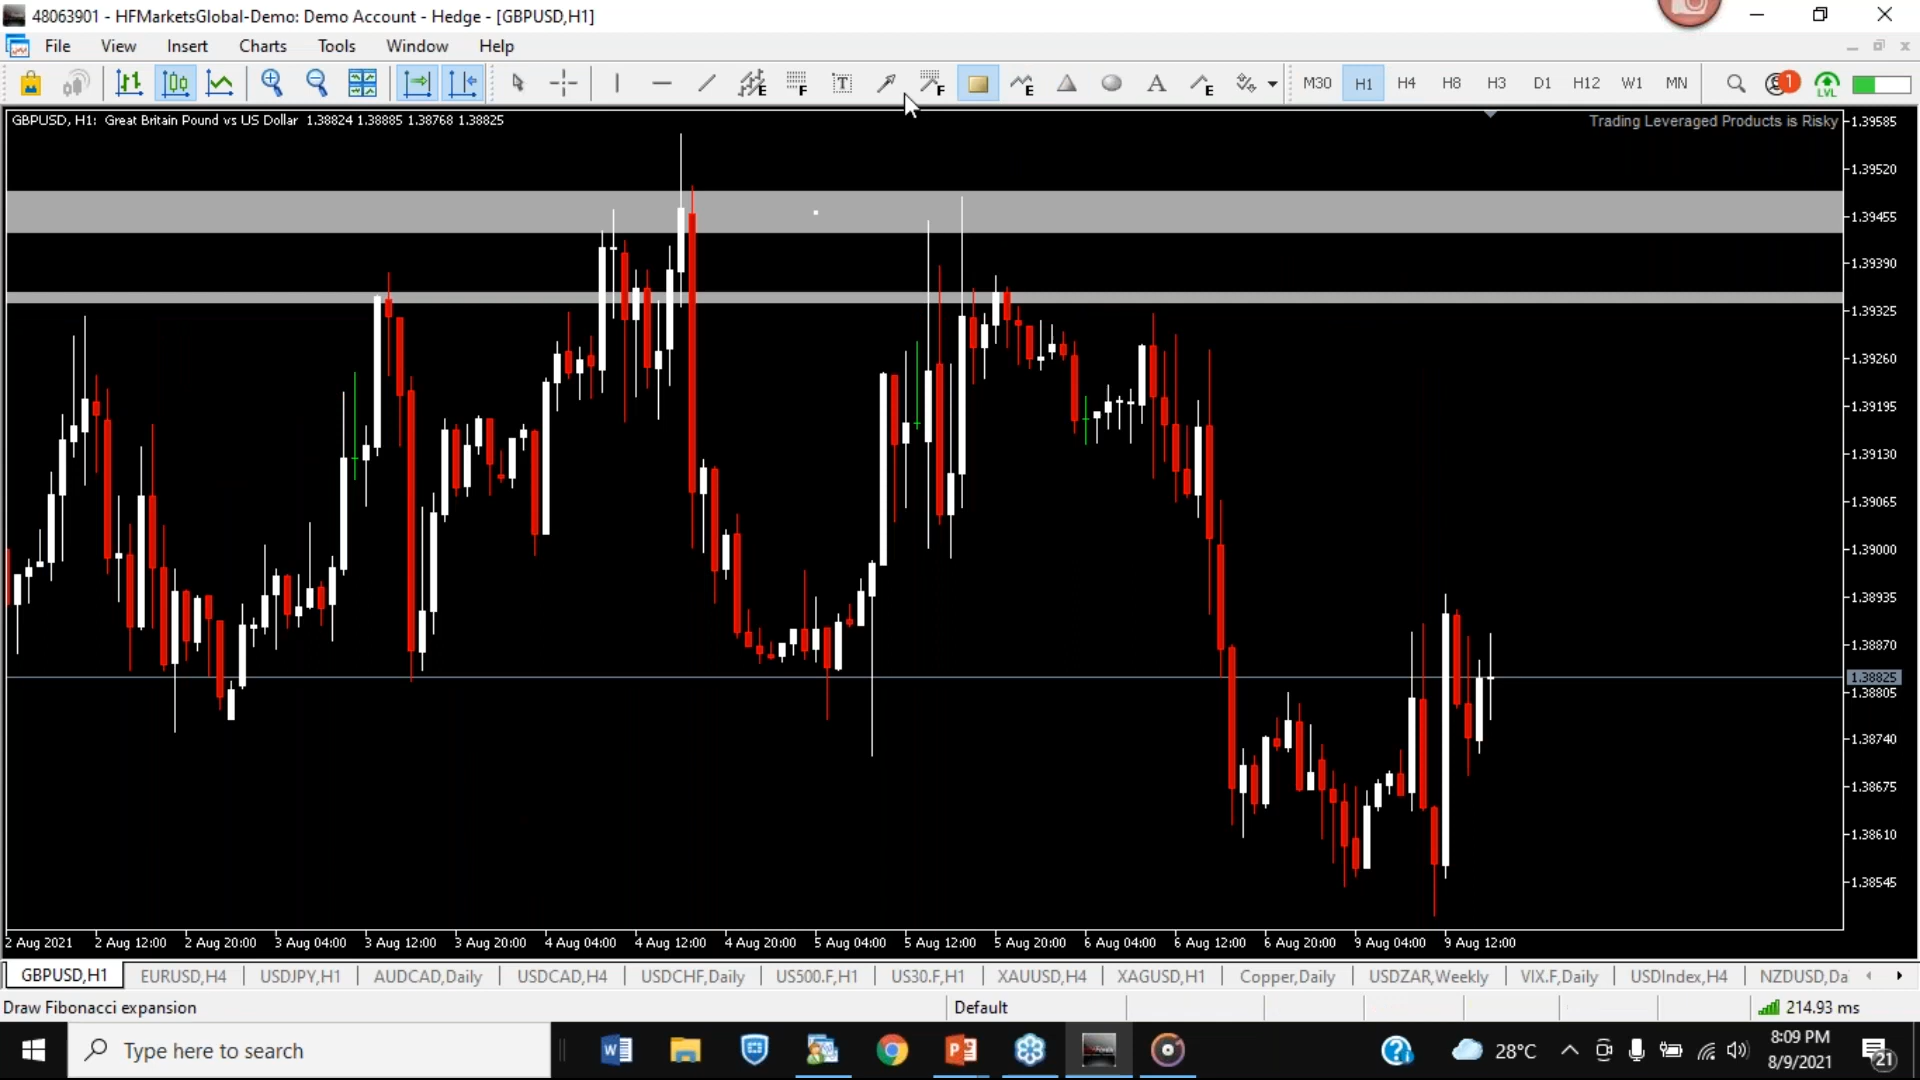 48063901 - HFMarketsGlobal-Demo: Demo Account - Hedge - [GBPUSD,H1]
File View Insert Charts Tools Window Help
E F T F E A E M30 H1 H4 H8 H3 D1 H12 W1 MN 1 LVL
GBPUSD, H1: Great Britain Pound vs US Dollar 1.38824 1.38885 1.38768 1.38825
Trading Leveraged Products is Risky
1.39585
1.39520
1.39455
1.39390
1.39325
1.39260
1.39195
1.39130
1.39065
1.39000
1.38935
1.38870
1.38825
1.38805
1.38740
1.38675
1.38610
1.38545
2 Aug 2021 2 Aug 12:00 2 Aug 20:00 3 Aug 04:00 3 Aug 12:00 3 Aug 20:00 4 Aug 04:00 4 Aug 12:00 4 Aug 20:00 5 Aug 04:00 5 Aug 12:00 5 Aug 20:00 6 Aug 04:00 6 Aug 12:00 6 Aug 20:00 9 Aug 04:00 9 Aug 12:00
GBPUSD,H1 EURUSD,H4 USDJPY,H1 AUDCAD,Daily USDCAD,H4 USDCHF,Daily US500.F,H1 US30.F,H1 XAUUSD,H4 XAGUSD,H1 Copper,Daily USDZAR,Weekly VIX.F,Daily USDIndex,H4 NZDUSD,Da
Draw Fibonacci expansion Default 214.93 ms
Type here to search
28°C
8:09 PM
8/9/2021
21